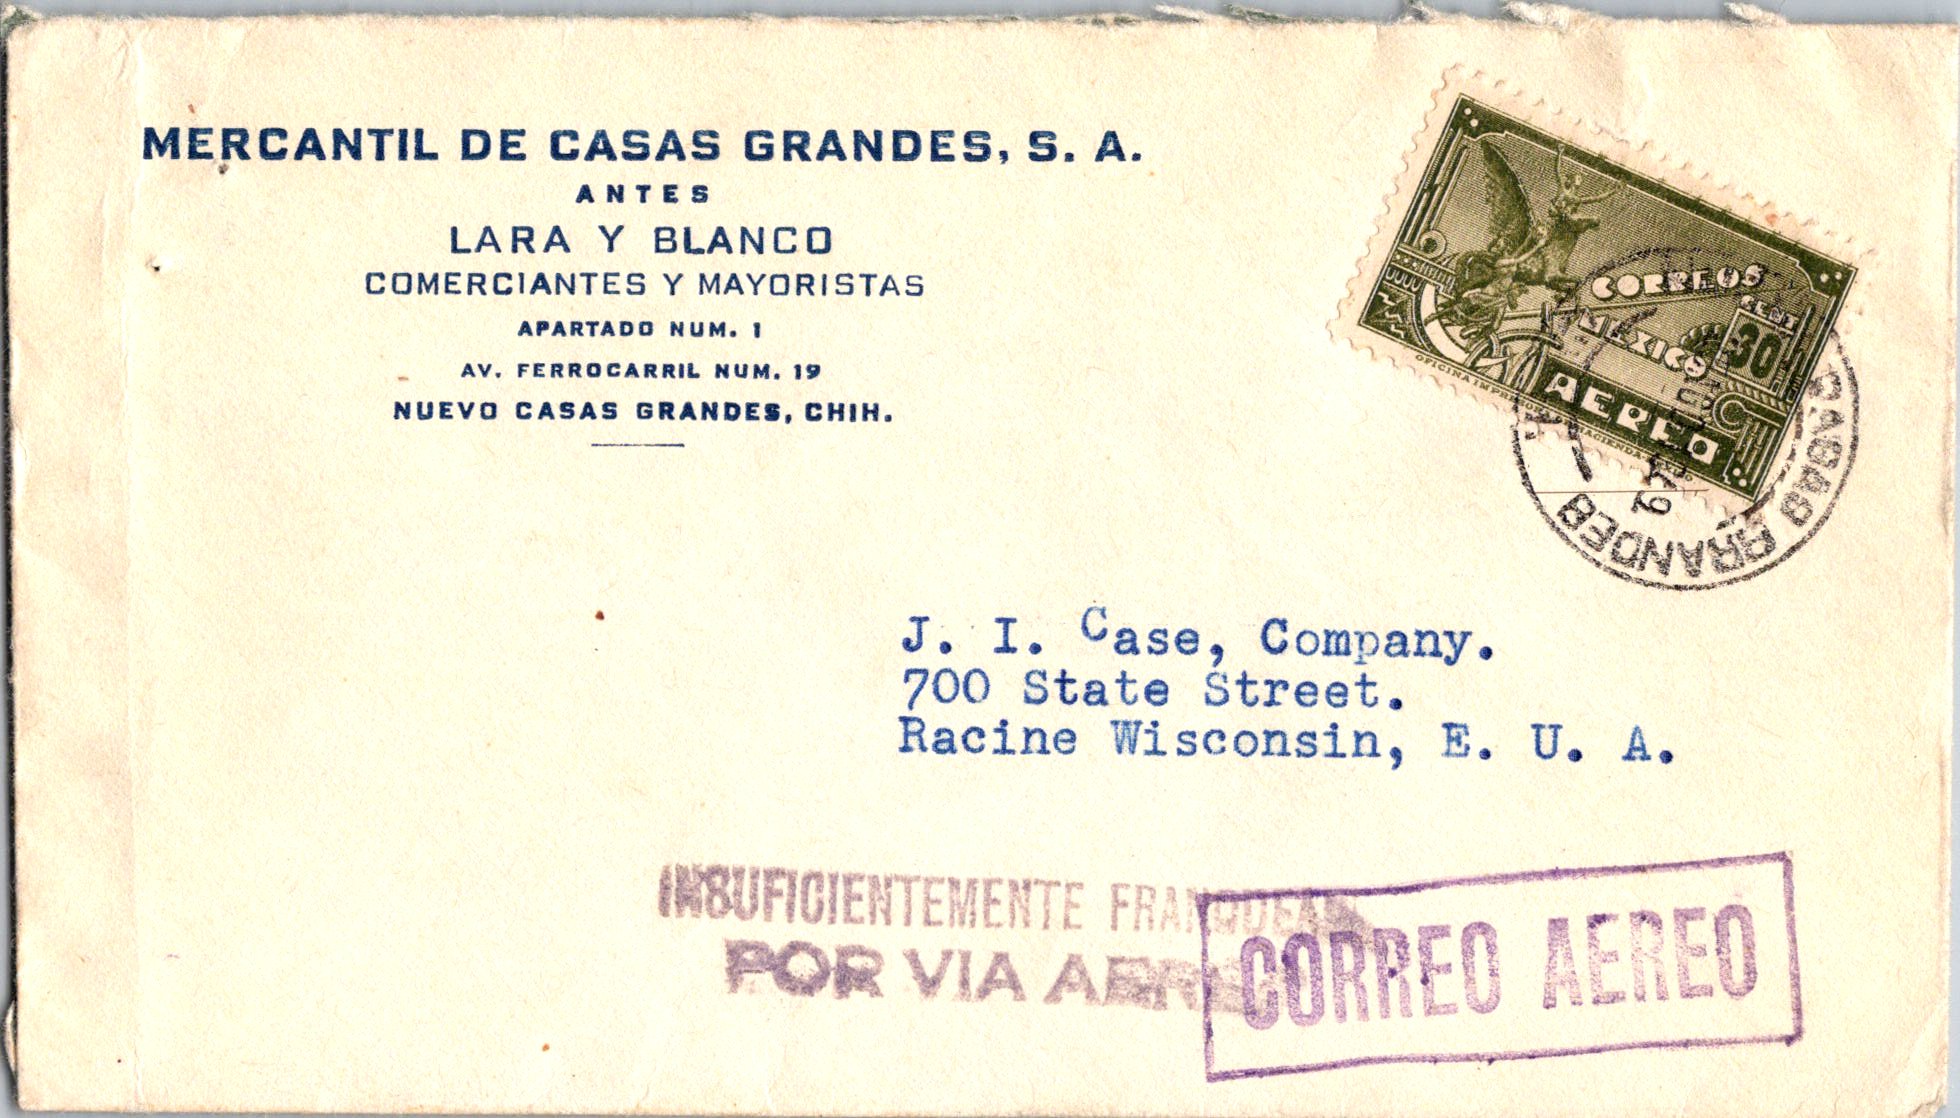 MERCANTIL DE CASAS GRANDES, S. A.
ANTES
LARA Y BLANCO
COMERCIANTES Y MAYORISTAS
APARTADO NUM. 1
AV. FERROCARRIL NUM. 19
NUEVO CASAS GRANDES, CHIH.
CORREOS
MEXICO
30
AEREO
CASAS GRANDES
J. I. Case, Company.
700 State Street.
Racine Wisconsin, E. U. A.
INSUFICIENTEMENTE
POR VIA
CORREO AEREO